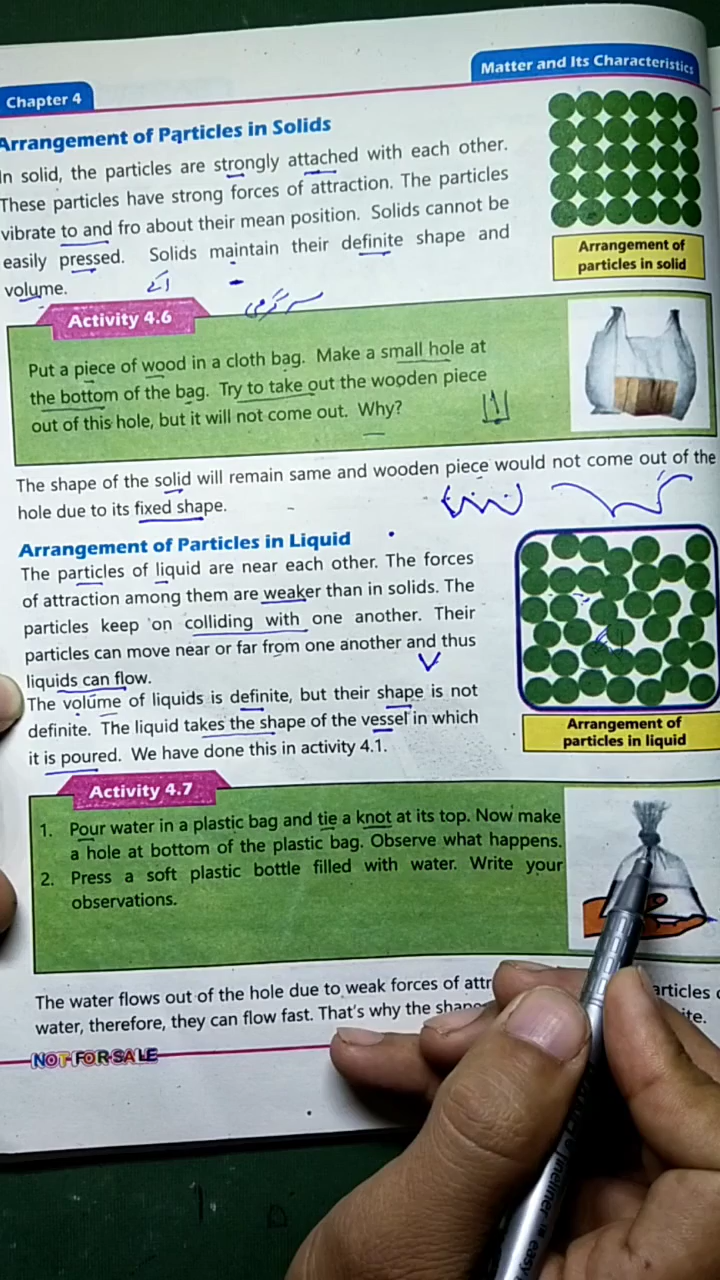 Matter and Its Characteristics
Chapter 4
Arrangement of Particles in Solids
In solid, the particles are strongly attached with each other.
These particles have strong forces of attraction. The particles
vibrate to and fro about their mean position. Solids cannot be
easily pressed. Solids maintain their definite shape and
volume.
Arrangement of
particles in solid
Activity 4.6
Put a piece of wood in a cloth bag. Make a small hole at
the bottom of the bag. Try to take out the wooden piece
out of this hole, but it will not come out. Why?
The shape of the solid will remain same and wooden piece would not come out of the
hole due to its fixed shape.
Arrangement of Particles in Liquid
The particles of liquid are near each other. The forces
of attraction among them are weaker than in solids. The
particles keep on colliding with one another. Their
particles can move near or far from one another and thus
liquids can flow.
The volume of liquids is definite, but their shape is not
definite. The liquid takes the shape of the vessel in which
it is poured. We have done this in activity 4.1.
Arrangement of
particles in liquid
Activity 4.7
1. Pour water in a plastic bag and tie a knot at its top. Now make
a hole at bottom of the plastic bag. Observe what happens.
2. Press a soft plastic bottle filled with water. Write your
observations.
The water flows out of the hole due to weak forces of attr articles
water, therefore, they can flow fast. That's why the shape ite.
NOT FOR SALE